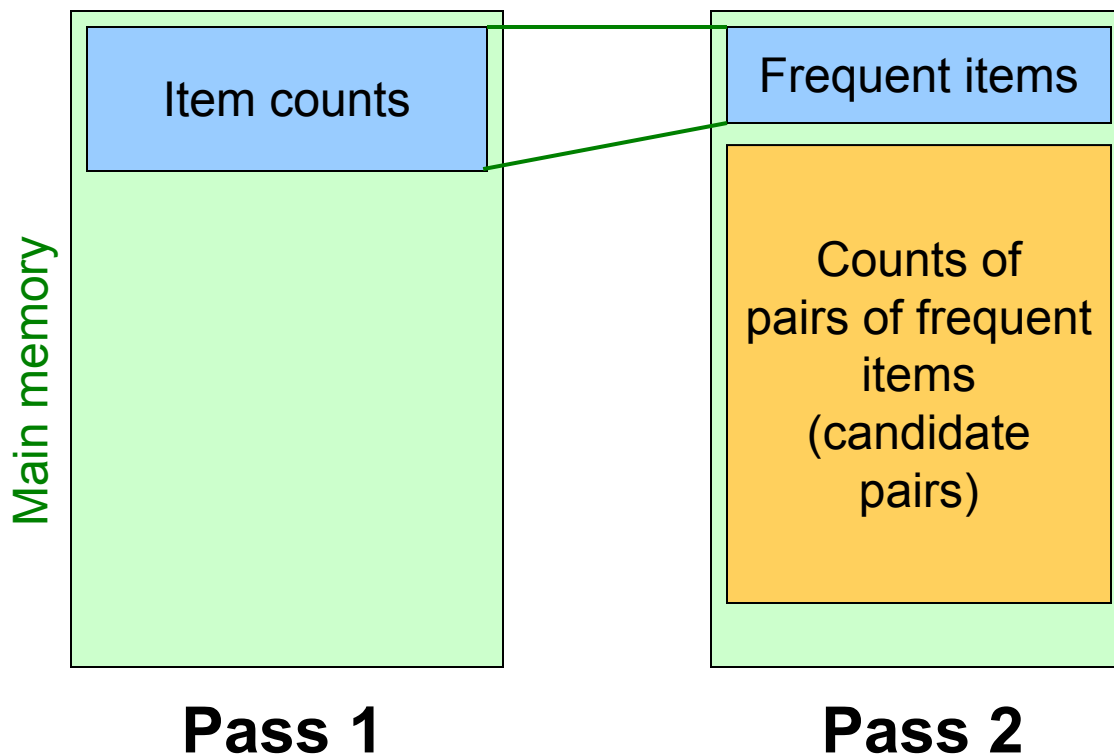 Main memory
Item counts
Frequent items
Counts of
pairs of frequent
items
(candidate
pairs)
Pass 1
Pass 2